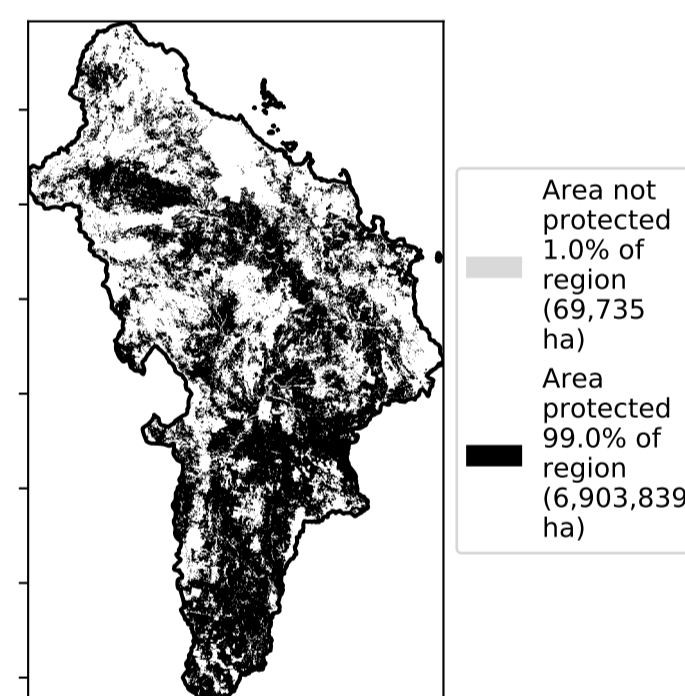 Area not
protected
1.0% of
region
(69,735
ha)
Area
protected
99.0% of
region
(6,903,839
ha)